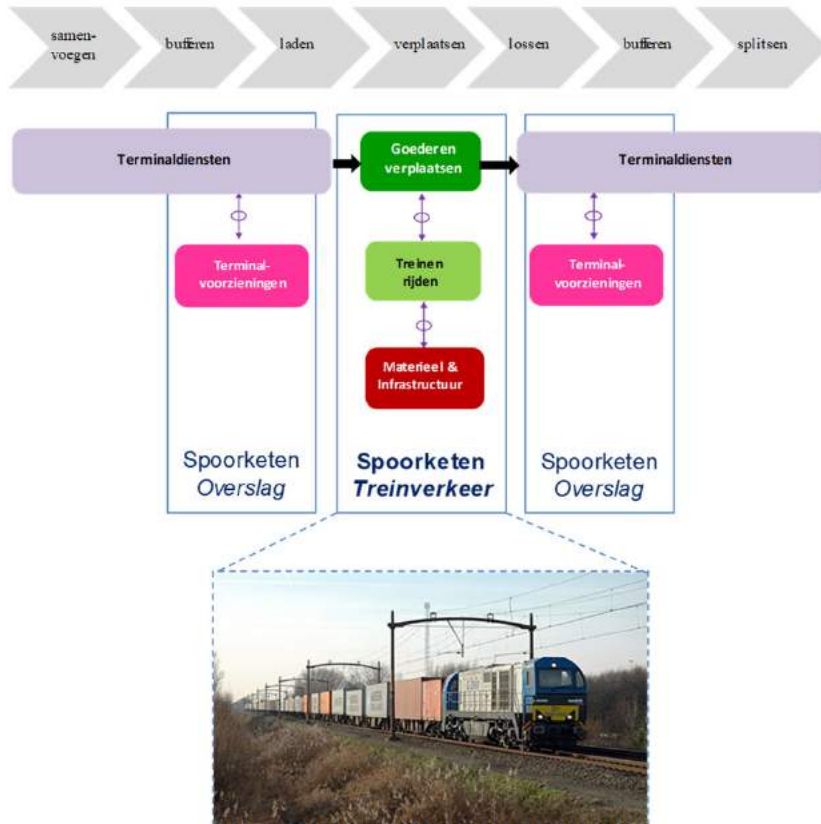 samen-
voegen
bufferen
laden
verplaatsen
lossen
bufferen
splitsen
Terminaldiensten
Goederen
verplaatsen
Terminaldiensten
Terminal-
voorzieningen
Treinen
rijden
Terminal-
voorzieningen
Materieel &
Infrastructuur
Spoorketen
Overslag
Spoorketen
Treinverkeer
Spoorketen
Overslag